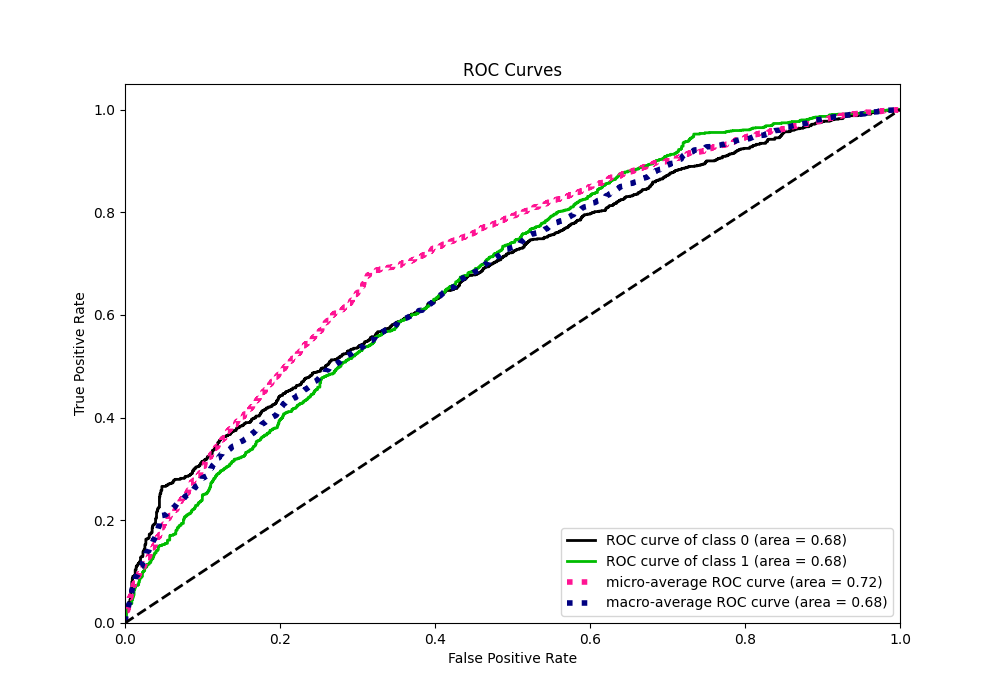 ROC Curves
True Positive Rate
1.0
0.8
0.6
0.4
0.2
0.0
0.0 0.2 0.4 0.6 0.8 1.0
False Positive Rate
ROC curve of class 0 (area = 0.68)
ROC curve of class 1 (area = 0.68)
micro-average ROC curve (area = 0.72)
macro-average ROC curve (area = 0.68)